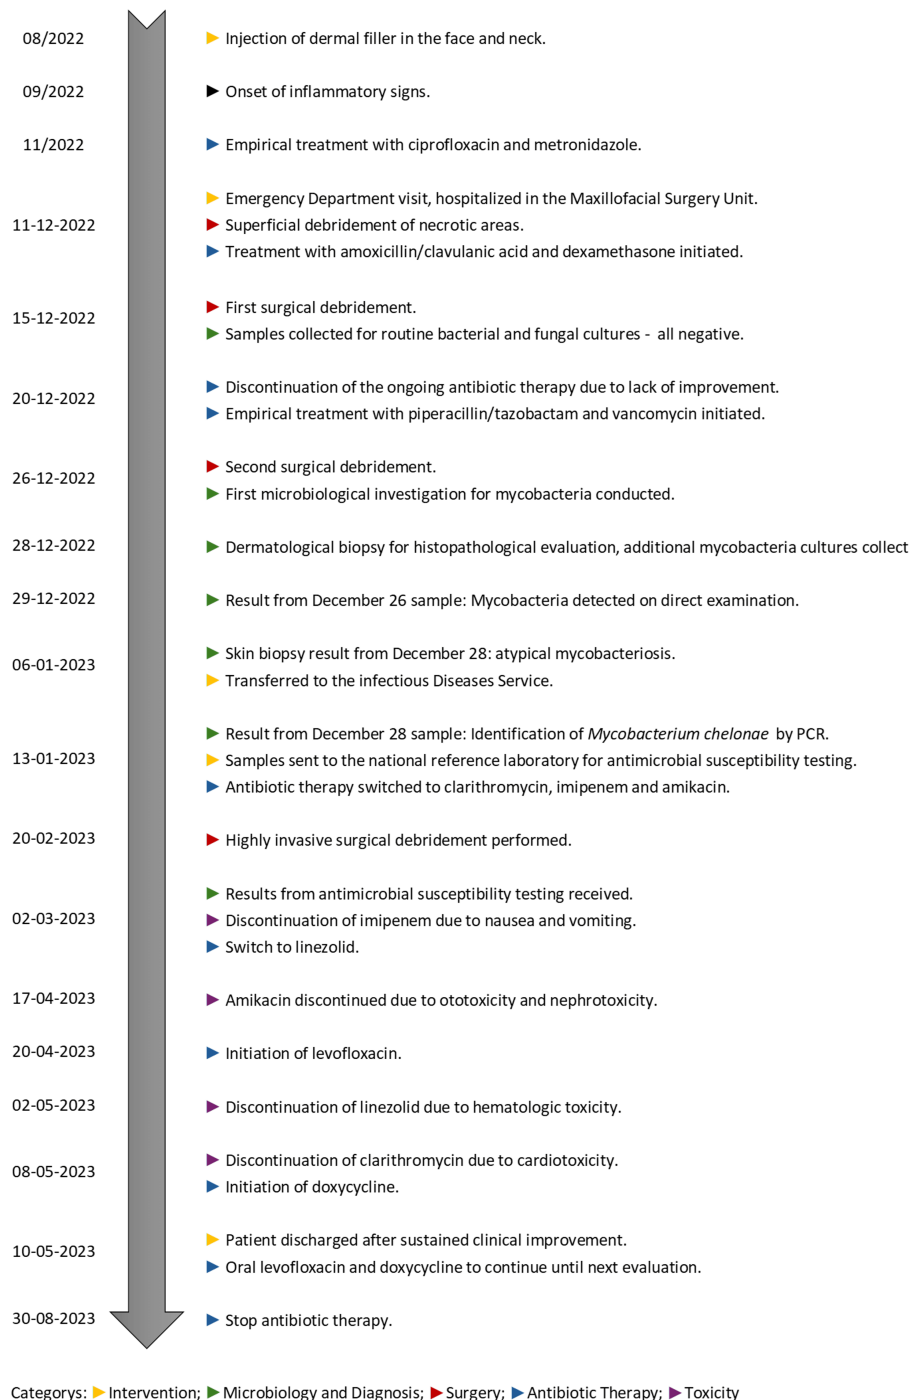 08/2022
Injection of dermal filler in the face and neck.
09/2022
Onset of inflammatory signs.
11/2022
Empirical treatment with ciprofloxacin and metronidazole.
11-12-2022
Emergency Department visit, hospitalized in the Maxillofacial Surgery Unit.
Superficial debridement of necrotic areas.
Treatment with amoxicillin/clavulanic acid and dexamethasone initiated.
15-12-2022
First surgical debridement.
Samples collected for routine bacterial and fungal cultures - all negative.
20-12-2022
Discontinuation of the ongoing antibiotic therapy due to lack of improvement.
Empirical treatment with piperacillin/tazobactam and vancomycin initiated.
26-12-2022
Second surgical debridement.
First microbiological investigation for mycobacteria conducted.
28-12-2022
Dermatological biopsy for histopathological evaluation, additional mycobacteria cultures collect
29-12-2022
Result from December 26 sample: Mycobacteria detected on direct examination.
06-01-2023
Skin biopsy result from December 28: atypical mycobacteriosis.
Transferred to the infectious Diseases Service.
13-01-2023
Result from December 28 sample: Identification of Mycobacterium chelonae by PCR.
Samples sent to the national reference laboratory for antimicrobial susceptibility testing.
Antibiotic therapy switched to clarithromycin, imipenem and amikacin.
20-02-2023
Highly invasive surgical debridement performed.
02-03-2023
Results from antimicrobial susceptibility testing received.
Discontinuation of imipenem due to nausea and vomiting.
Switch to linezolid.
17-04-2023
Amikacin discontinued due to ototoxicity and nephrotoxicity.
20-04-2023
Initiation of levofloxacin.
02-05-2023
Discontinuation of linezolid due to hematologic toxicity.
08-05-2023
Discontinuation of clarithromycin due to cardiotoxicity.
Initiation of doxycycline.
10-05-2023
Patient discharged after sustained clinical improvement.
Oral levofloxacin and doxycycline to continue until next evaluation.
30-08-2023
Stop antibiotic therapy.
Categorys: Intervention; Microbiology and Diagnosis; Surgery; Antibiotic Therapy; Toxicity